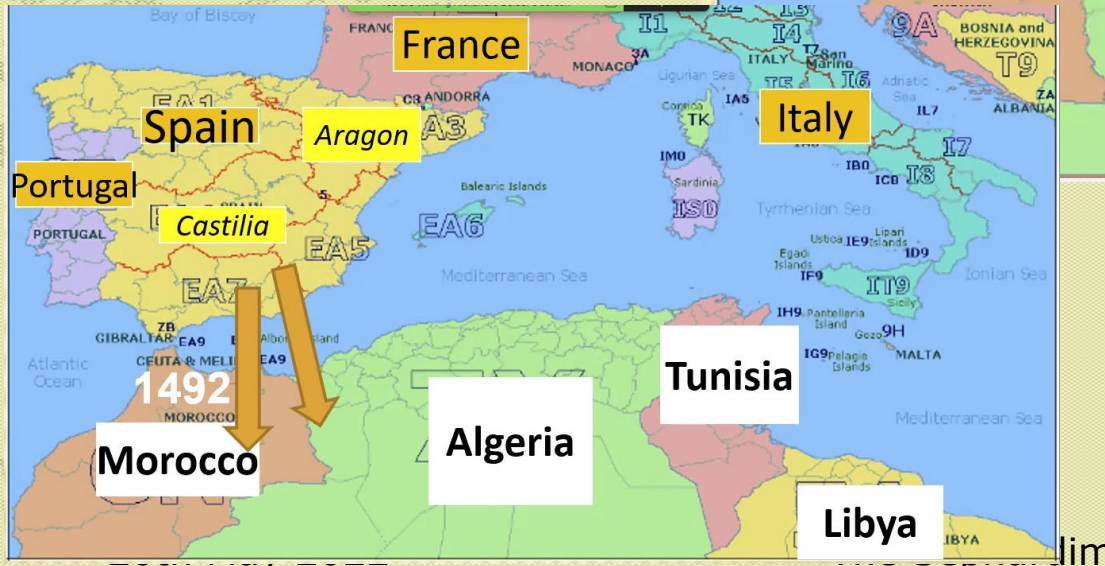 Bay of Biscay
France
MONACO
3A
I1
I4
I3
ITALY
T7
San
Marino
I5
I6
9A
BOSNIA and
HERZEGOVINA
T9
ZA
ALBANIA
Ligurian Sea
Adriatic
Sea
C3 ANDORRA
Corsica
TK
IA5
IL7
Spain
Aragon
Italy
Portugal
IM0
IB0
IC0
I7
I8
5
Balearic Islands
Sardinia
IS0
EA6
Castilia
PORTUGAL
EA5
Tyrrhenian Sea
Ustica
IE9
Lipari
Islands
Egadi
Islands
IF9
ID9
Mediterranean Sea
Ionian Sea
EA7
IT9
Sicily
ZB
GIBRALTAR
EA9
IH9
Pantelleria
Island
Gozo
9H
MALTA
CEUTA &
EA9
IG9
Pelagie
Islands
Atlantic
Ocean
1492
MOROCCO
Tunisia
Mediterranean Sea
Morocco
Algeria
Libya